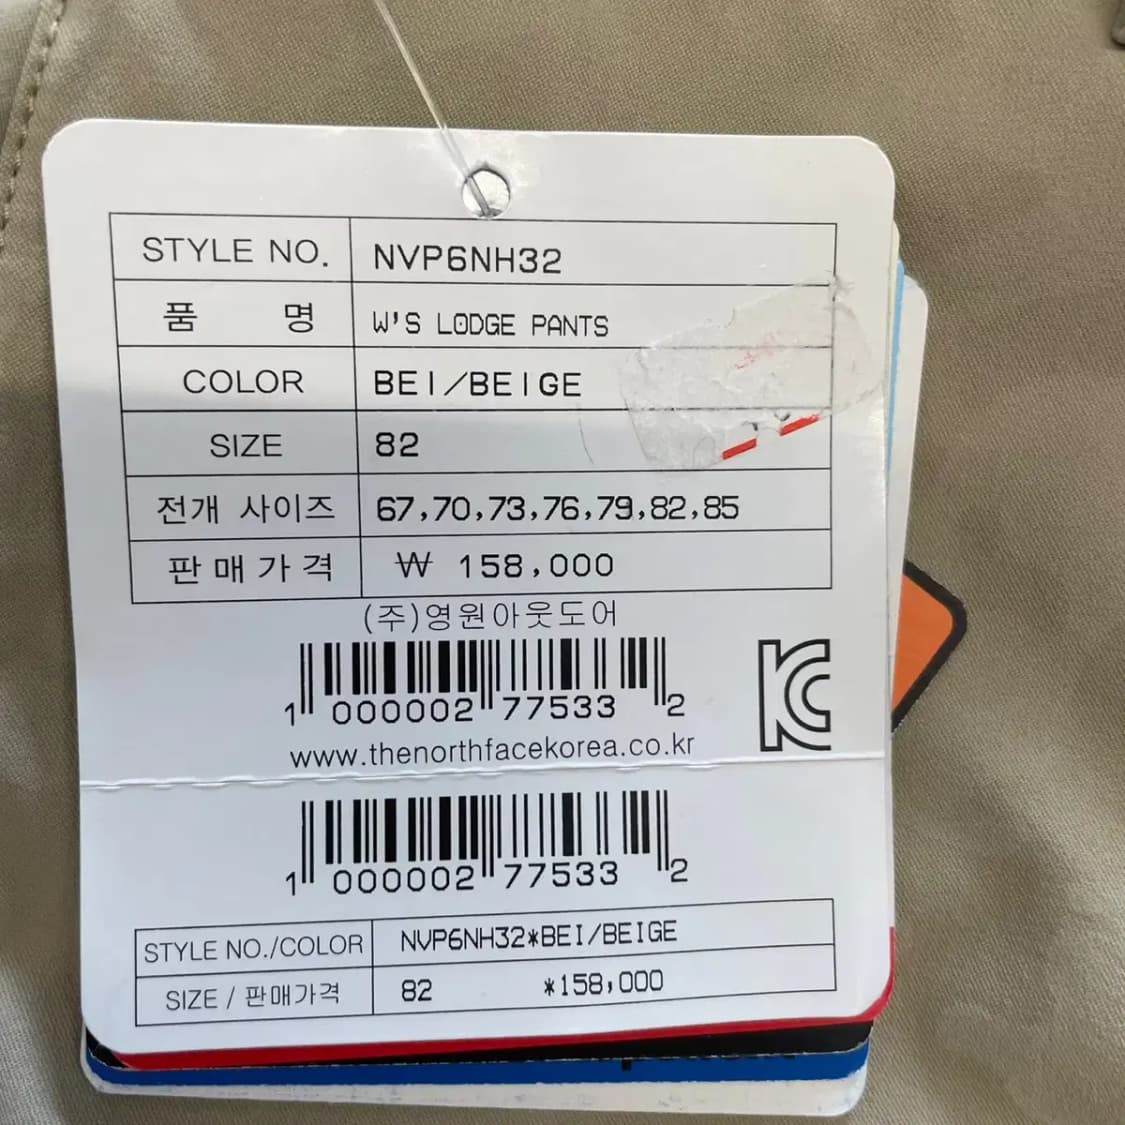 STYLE NO. NVP6NH32
품 명 W'S LODGE PANTS
COLOR BEI/BEIGE
SIZE 82
전개 사이즈 67,70,73,76,79,82,85
판매가격 ₩ 158,000
(주)영원아웃도어
1 000002 77533 2
www.thenorthfacekorea.co.kr
1 000002 77533 2
STYLE NO./COLOR NVP6NH32*BEI/BEIGE
SIZE / 판매가격 82 *158,000